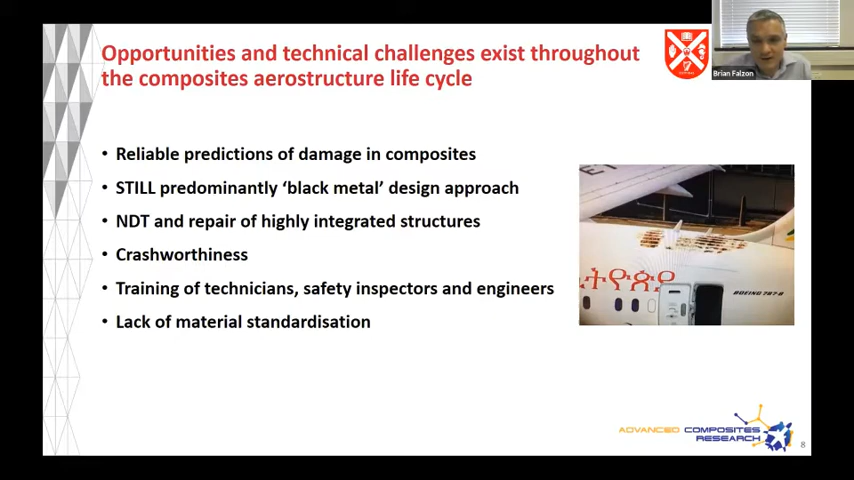 Opportunities and technical challenges exist throughout
the composites aerostructure life cycle
Brian Falzon
• Reliable predictions of damage in composites
• STILL predominantly ‘black metal’ design approach
• NDT and repair of highly integrated structures
• Crashworthiness
• Training of technicians, safety inspectors and engineers
• Lack of material standardisation
ET
ኢትዮጵያ
BOEING 787-8
ADVANCED COMPOSITES
RESEARCH
8